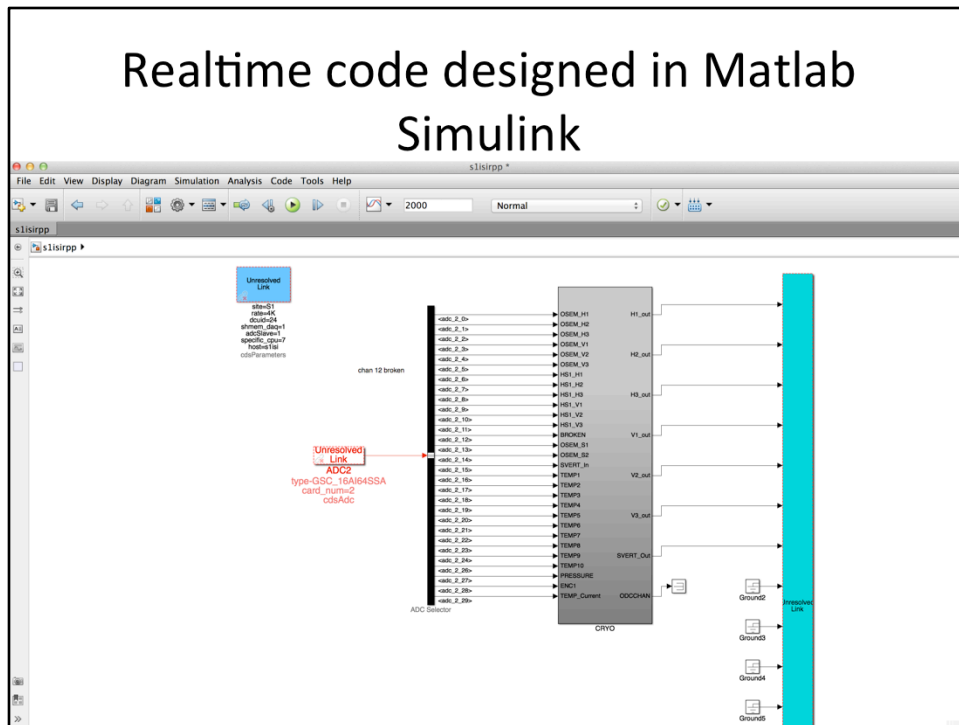 Realtime code designed in Matlab
Simulink
s1isirpp *
File Edit View Display Diagram Simulation Analysis Code Tools Help
2000
Normal
s1isirpp
s1isirpp
Unresolved
Link
site=S1
rate=4K
dcuid=24
shmem_daq=1
adcSlave=1
specific_cpu=7
host=s1isi
cdsParameters
chan 12 broken
Unresolved
Link
ADC2
type-GSC_16AI64SSA
card_num=2
cdsAdc
<adc_2_0>
<adc_2_1>
<adc_2_2>
<adc_2_3>
<adc_2_4>
<adc_2_5>
<adc_2_6>
<adc_2_7>
<adc_2_8>
<adc_2_9>
<adc_2_10>
<adc_2_11>
<adc_2_12>
<adc_2_13>
<adc_2_14>
<adc_2_15>
<adc_2_16>
<adc_2_17>
<adc_2_18>
<adc_2_19>
<adc_2_20>
<adc_2_21>
<adc_2_22>
<adc_2_23>
<adc_2_24>
<adc_2_26>
<adc_2_27>
<adc_2_28>
<adc_2_29>
ADC Selector
OSEM_H1
OSEM_H2
OSEM_H3
OSEM_V1
OSEM_V2
OSEM_V3
HS1_H1
HS1_H2
HS1_H3
HS1_V1
HS1_V2
HS1_V3
BROKEN
OSEM_S1
OSEM_S2
SVERT_In
TEMP1
TEMP2
TEMP3
TEMP4
TEMP5
TEMP6
TEMP7
TEMP8
TEMP9
TEMP10
PRESSURE
ENC1
TEMP_Current
H1_out
H2_out
H3_out
V1_out
V2_out
V3_out
SVERT_Out
ODCCHAN
CRYO
Ground2
Ground3
Ground4
Ground5
Unresolved
Link